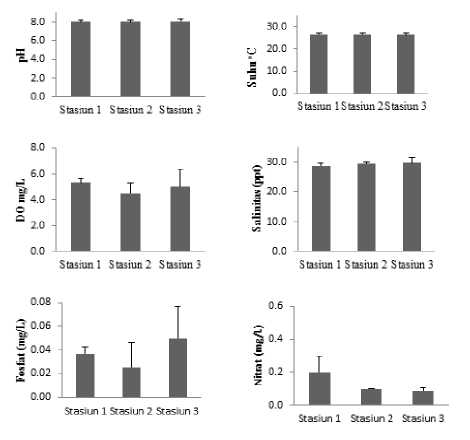 8.0
6.0
4.0
2.0
0.0
pH
Stasiun 1 Stasiun 2 Stasiun 3
30.0
20.0
10.0
0.0
Suhu°C
Stasiun 1 Stasiun 2 Stasiun 3
8.0
6.0
4.0
2.0
0.0
DO mg/L
Stasiun 1 Stasiun 2 Stasiun 3
30.0
20.0
10.0
0.0
Salinitas (ppt)
Stasiun 1 Stasiun 2 Stasiun 3
0.08
0.06
0.04
0.02
0.00
Fosfat (mg/L)
Stasiun 1 Stasiun 2 Stasiun 3
0.6
0.4
0.2
0.0
Nitrat (mg/L)
Stasiun 1 Stasiun 2 Stasiun 3